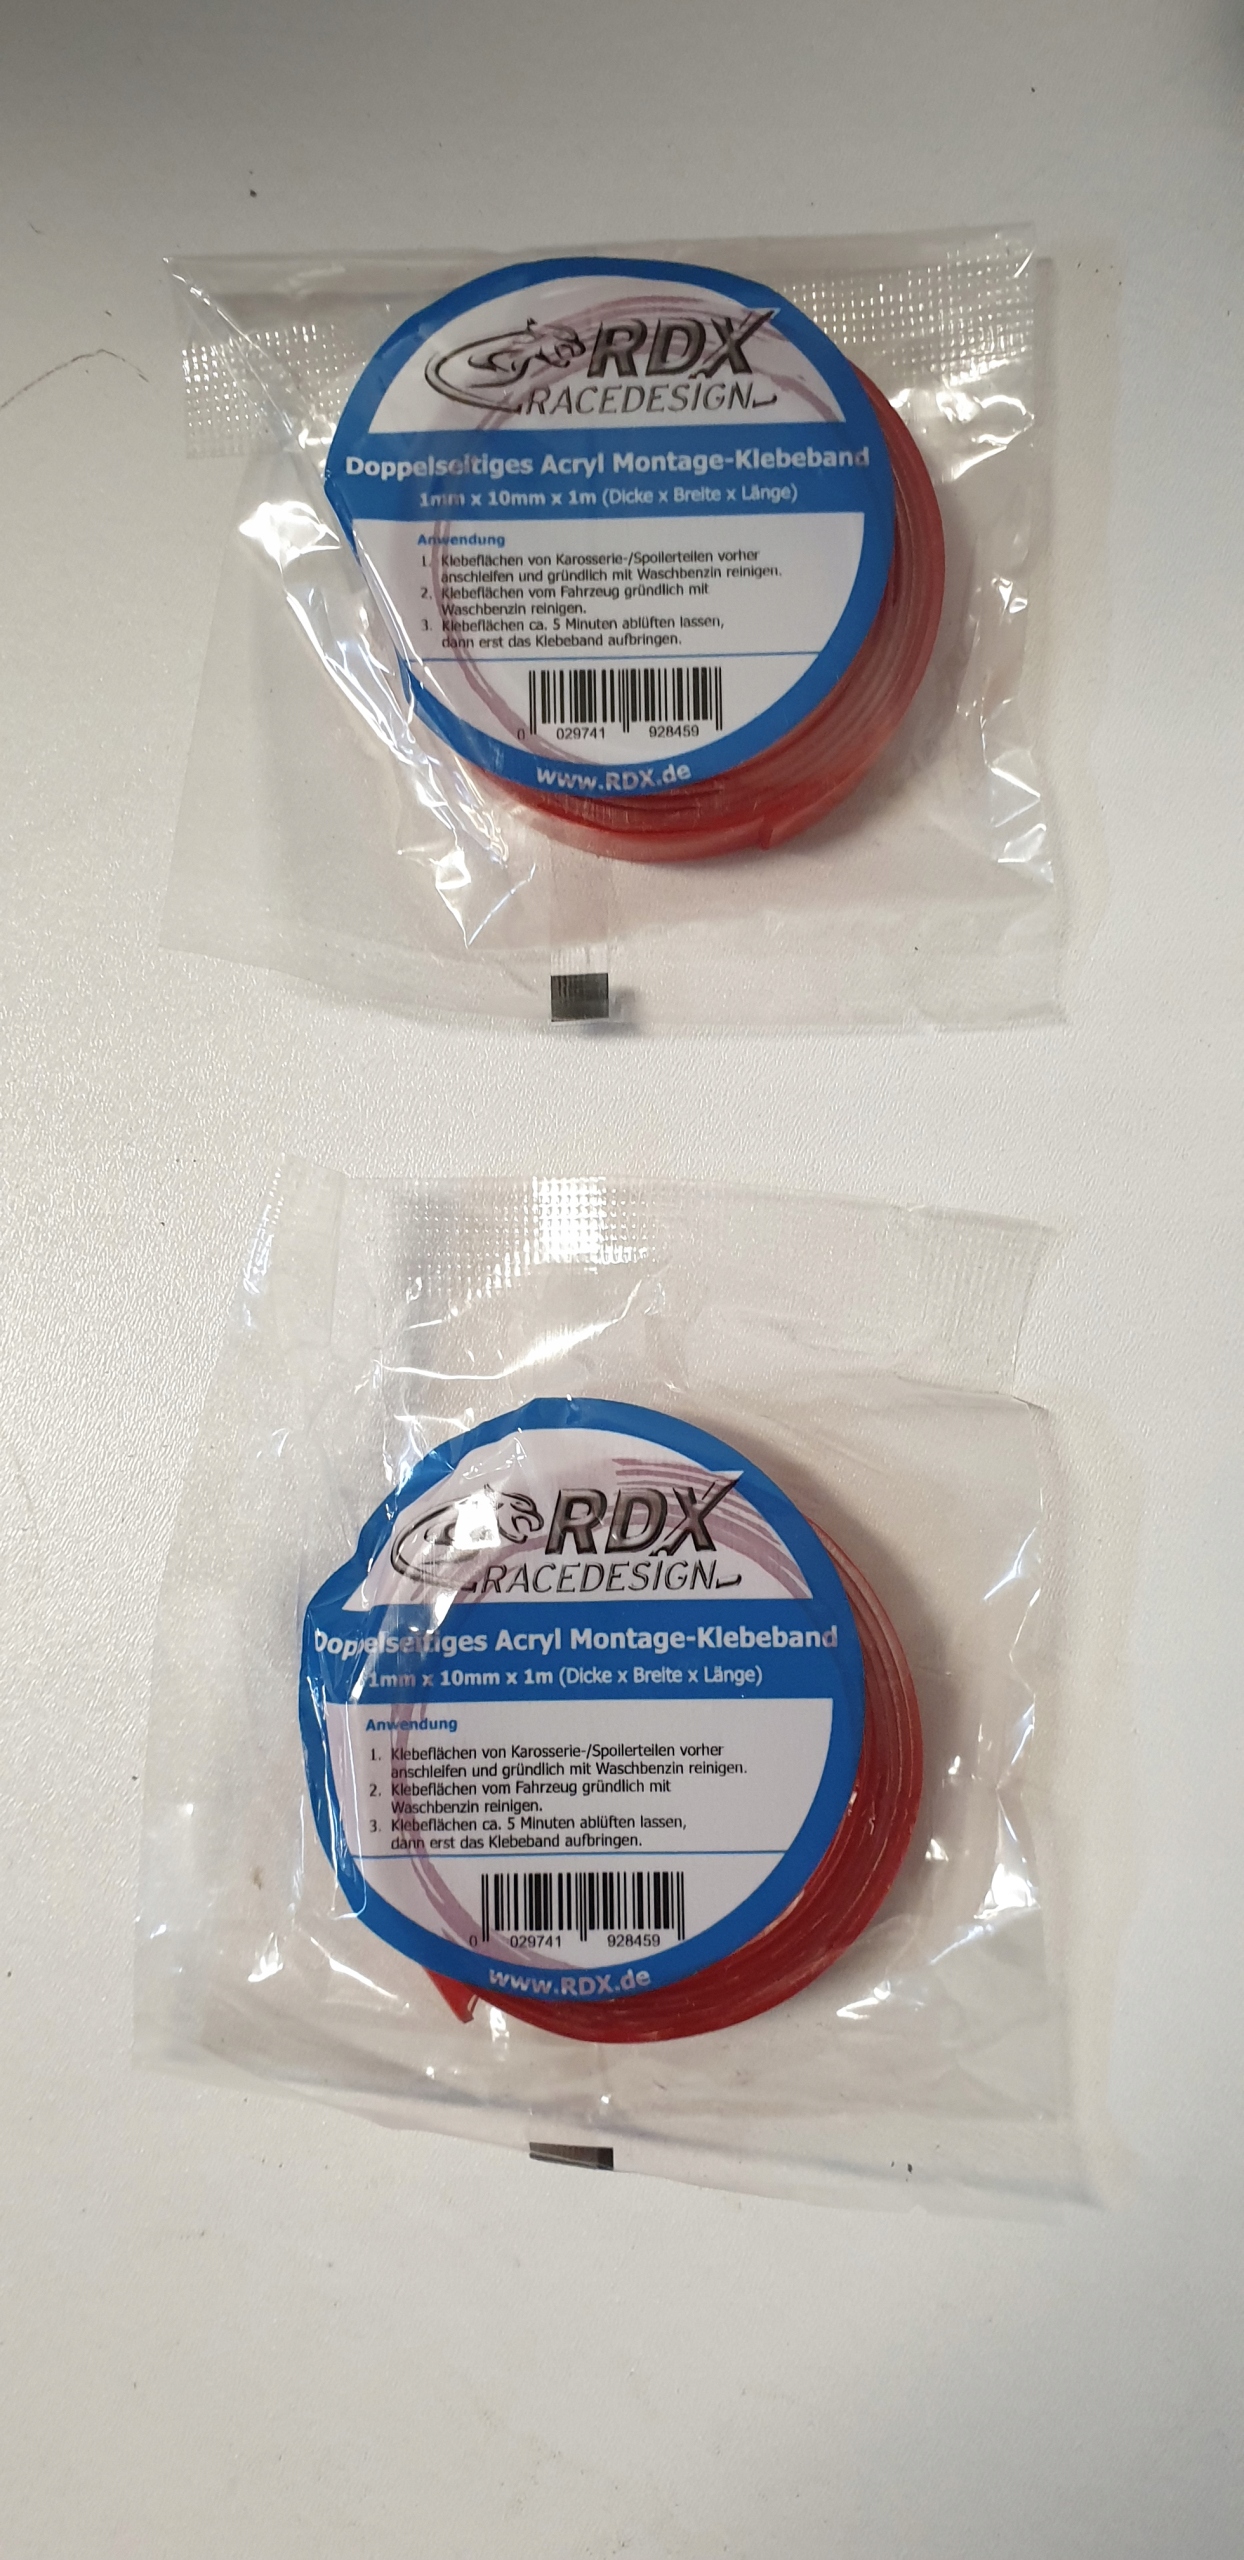 RDX
RACEDESIGN
Doppelseitiges Acryl Montage-Klebeband
1mm x 10mm x 1m (Dicke x Breite x Länge)
Anwendung
1. Klebeflächen von Karosserie-/Spoilerteilen vorher
anschleifen und gründlich mit Waschbenzin reinigen.
2. Klebeflächen vom Fahrzeug gründlich mit
Waschbenzin reinigen.
3. Klebeflächen ca. 5 Minuten ablüften lassen,
dann erst das Klebeband aufbringen.
0 029741 928459
www.RDX.de
RDX
RACEDESIGN
Doppelseitiges Acryl Montage-Klebeband
1mm x 10mm x 1m (Dicke x Breite x Länge)
Anwendung
1. Klebeflächen von Karosserie-/Spoilerteilen vorher
anschleifen und gründlich mit Waschbenzin reinigen.
2. Klebeflächen vom Fahrzeug gründlich mit
Waschbenzin reinigen.
3. Klebeflächen ca. 5 Minuten ablüften lassen,
dann erst das Klebeband aufbringen.
0 029741 928459
www.RDX.de